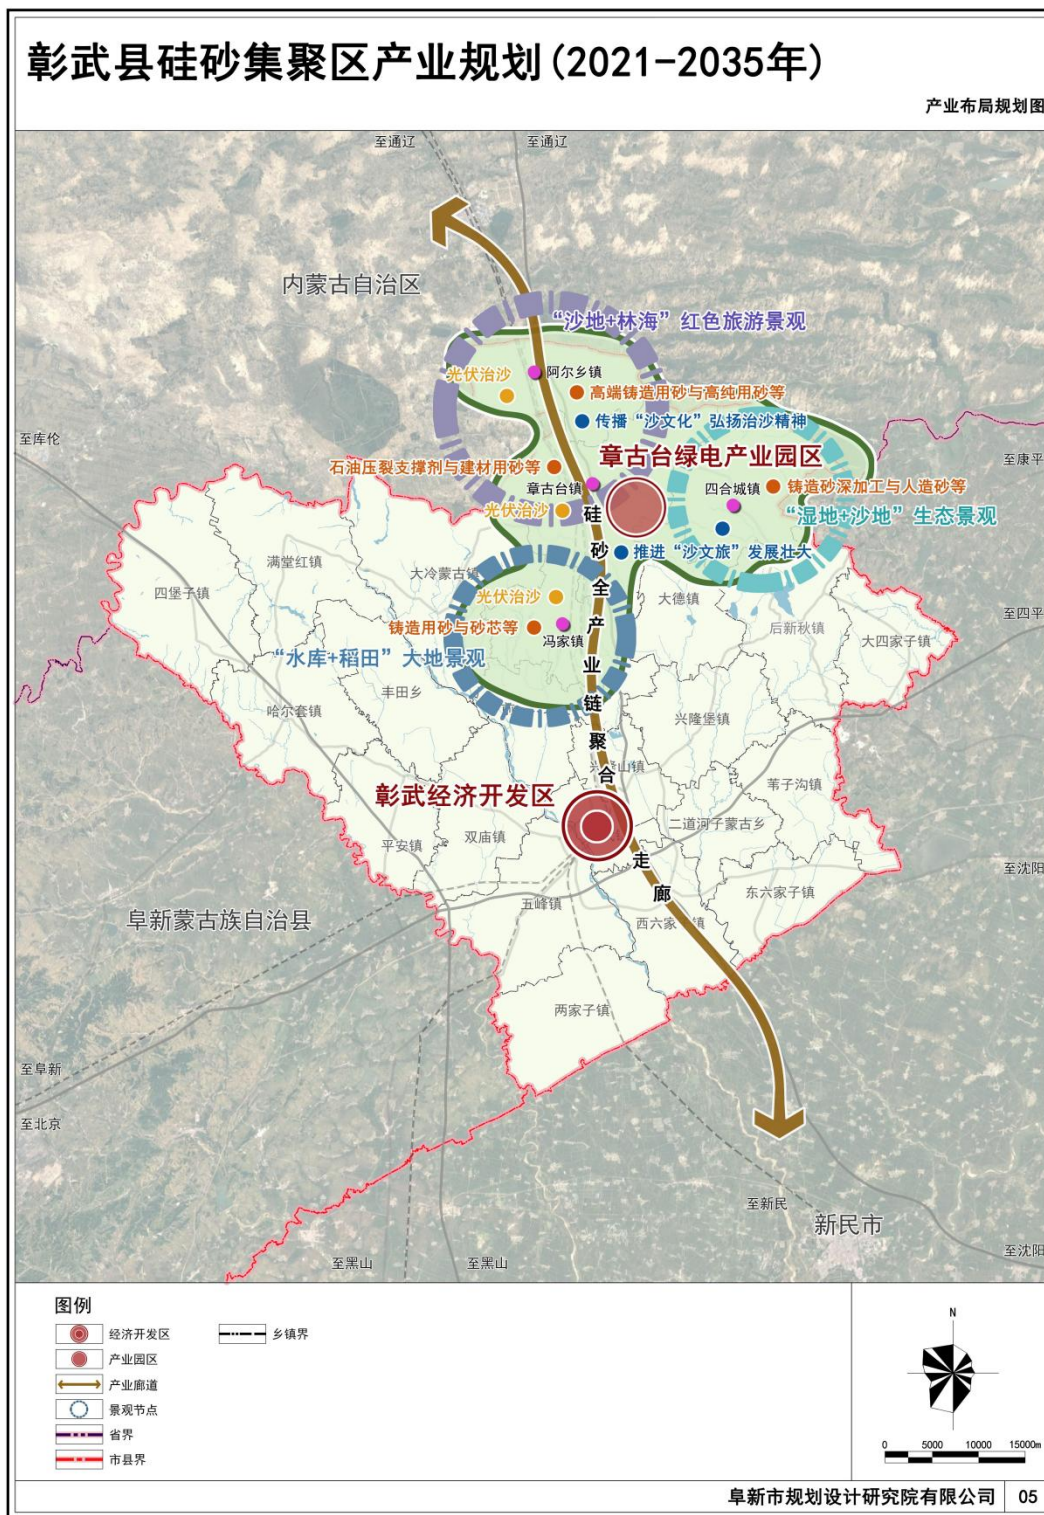 彰武县硅砂集聚区产业规划(2021-2035年)
产业布局规划图
至通辽
至通辽
内蒙古自治区
“沙地+林海”红色旅游景观
光伏治沙
阿尔乡镇
高端铸造用砂与高纯用砂等
传播“沙文化”弘扬治沙精神
至库伦
至康平
章古台绿电产业园区
石油压裂支撑剂与建材用砂等
章古台镇
四合城镇
铸造砂深加工与人造砂等
光伏治沙
“湿地+沙地”生态景观
推进“沙文旅”发展壮大
硅砂全产业链聚合走廊
满堂红镇
大冷蒙古镇
四堡子镇
光伏治沙
大德镇
至四平
铸造用砂与砂芯等
冯家镇
后新秋镇
大四家子镇
“水库+稻田”大地景观
丰田乡
哈尔套镇
兴隆堡镇
兴隆山镇
苇子沟镇
彰武经济开发区
二道河子蒙古乡
双庙镇
平安镇
至沈阳
东六家子镇
五峰镇
西六家子镇
阜新蒙古族自治县
两家子镇
至阜新
至北京
至新民
新民市
至沈阳
至黑山
至黑山
图例
经济开发区
乡镇界
产业园区
产业廊道
景观节点
省界
市县界
N
0 5000 10000 15000m
阜新市规划设计研究院有限公司 05